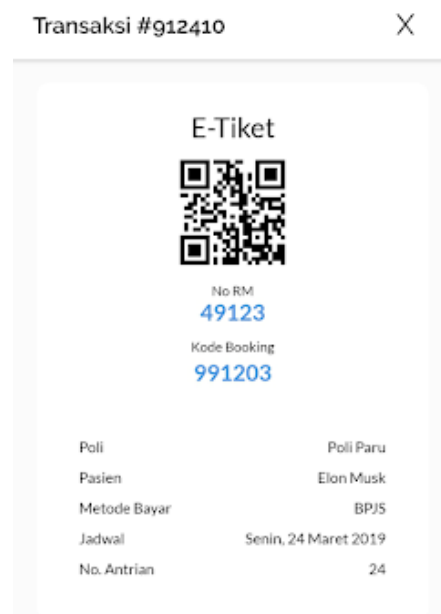 Transaksi #912410 X
E-Tiket
No RM
49123
Kode Booking
991203
Poli Poli Paru
Pasien Elon Musk
Metode Bayar BPJS
Jadwal Senin, 24 Maret 2019
No. Antrian 24